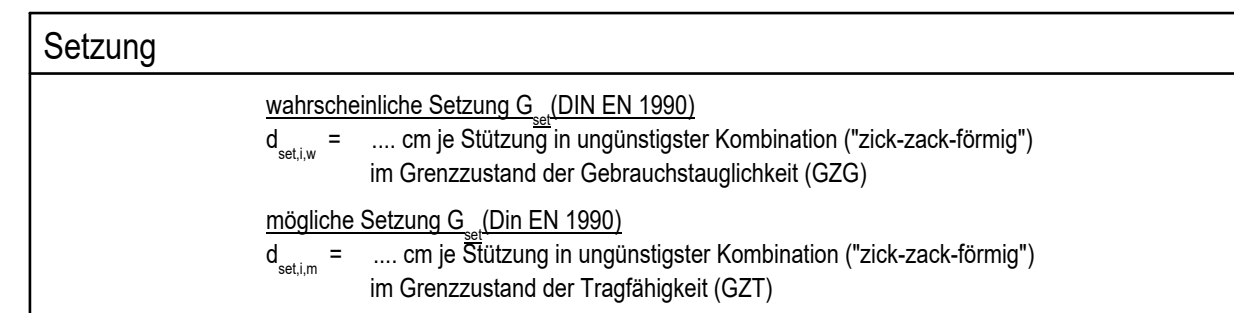 Setzung
wahrscheinliche Setzung G_set (DIN EN 1990)
d_set,i,w = .... cm je Stützung in ungünstigster Kombination ("zick-zack-förmig")
im Grenzzustand der Gebrauchstauglichkeit (GZG)
mögliche Setzung G_set (Din EN 1990)
d_set,i,m = .... cm je Stützung in ungünstigster Kombination ("zick-zack-förmig")
im Grenzzustand der Tragfähigkeit (GZT)